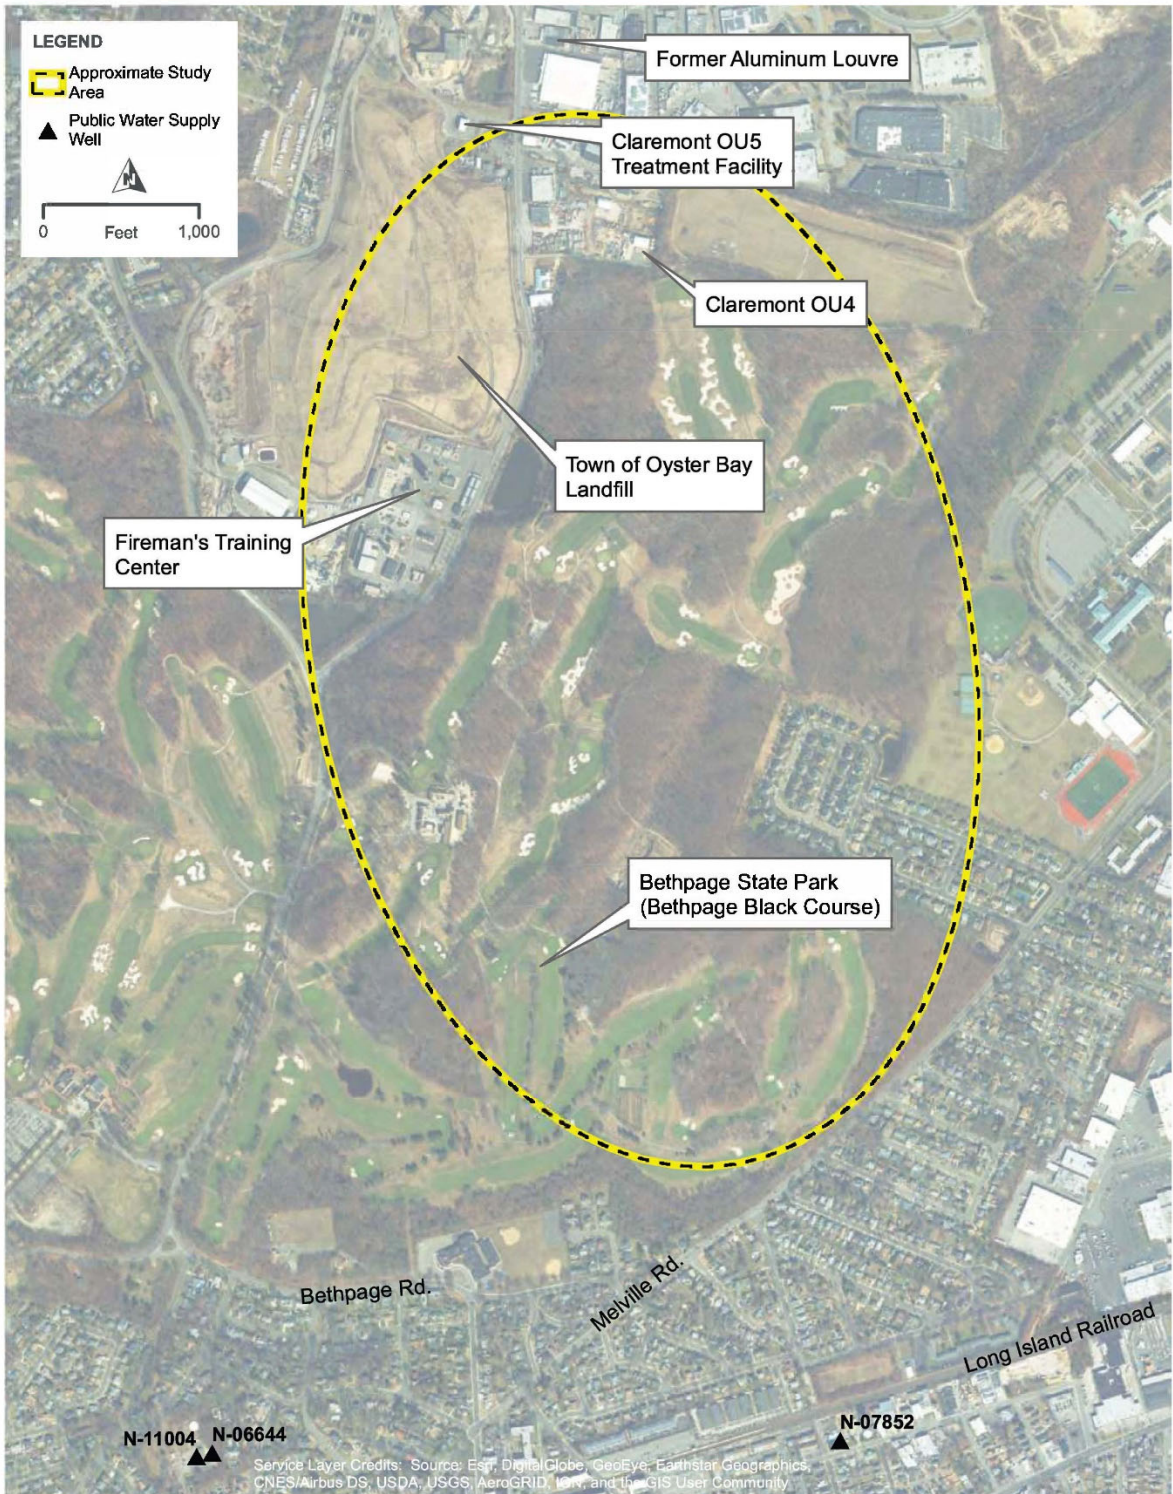 LEGEND
Approximate Study
Area
Public Water Supply
Well
N
0 Feet 1,000
Former Aluminum Louvre
Claremont OU5
Treatment Facility
Claremont OU4
Town of Oyster Bay
Landfill
Fireman's Training
Center
Bethpage State Park
(Bethpage Black Course)
Bethpage Rd.
Melville Rd.
Long Island Railroad
N-11004
N-06644
N-07852
Service Layer Credits: Source: Esri, DigitalGlobe, GeoEye, Earthstar Geographics,
CNES/Airbus DS, USDA, USGS, AeroGRID, IGN, and the GIS User Community